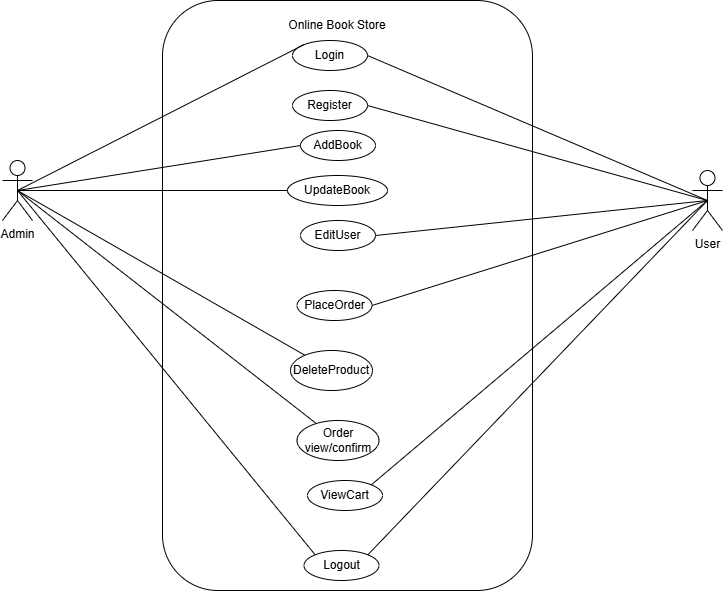 Online Book Store
Login
Register
AddBook
UpdateBook
Admin
EditUser
User
PlaceOrder
DeleteProduct
Order
view/confirm
ViewCart
Logout